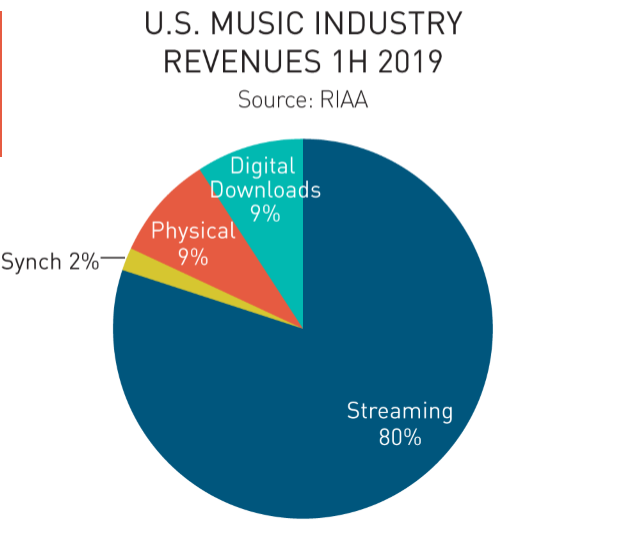 U.S. MUSIC INDUSTRY
REVENUES 1H 2019
Source: RIAA
Digital
Downloads
9%
Physical
9%
Synch 2%
Streaming
80%